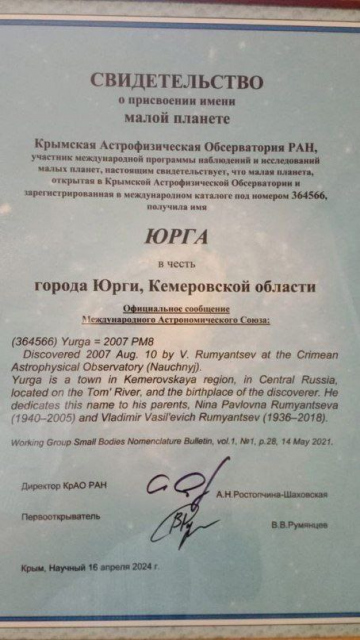 СВИДЕТЕЛЬСТВО
о присвоении имени
малой планете
Крымская Астрофизическая Обсерватория РАН,
участник международной программы наблюдений и исследований
малых планет, настоящим свидетельствует, что малая планета,
открытая в Крымской Астрофизической Обсерватории и
зарегистрированная в международном каталоге под номером 364566,
получила имя
ЮРГА
в честь
города Юрги, Кемеровской области
Официальное сообщение
Международного Астрономического Союза:
(364566) Yurga = 2007 PM8
Discovered 2007 Aug. 10 by V. Rumyantsev at the Crimean
Astrophysical Observatory (Nauchnyj).
Yurga is a town in Kemerovskaya region, in Central Russia,
located on the Tom' River, and the birthplace of the discoverer. He
dedicates this name to his parents, Nina Pavlovna Rumyantseva
(1940–2005) and Vladimir Vasil'evich Rumyantsev (1936–2018).
Working Group Small Bodies Nomenclature Bulletin, vol.1, №1, p.28, 14 May 2021.
Директор КрАО РАН
А.Н.Ростопчина-Шаховская
Первооткрыватель
В.В.Румянцев
Крым, Научный 16 апреля 2024 г.